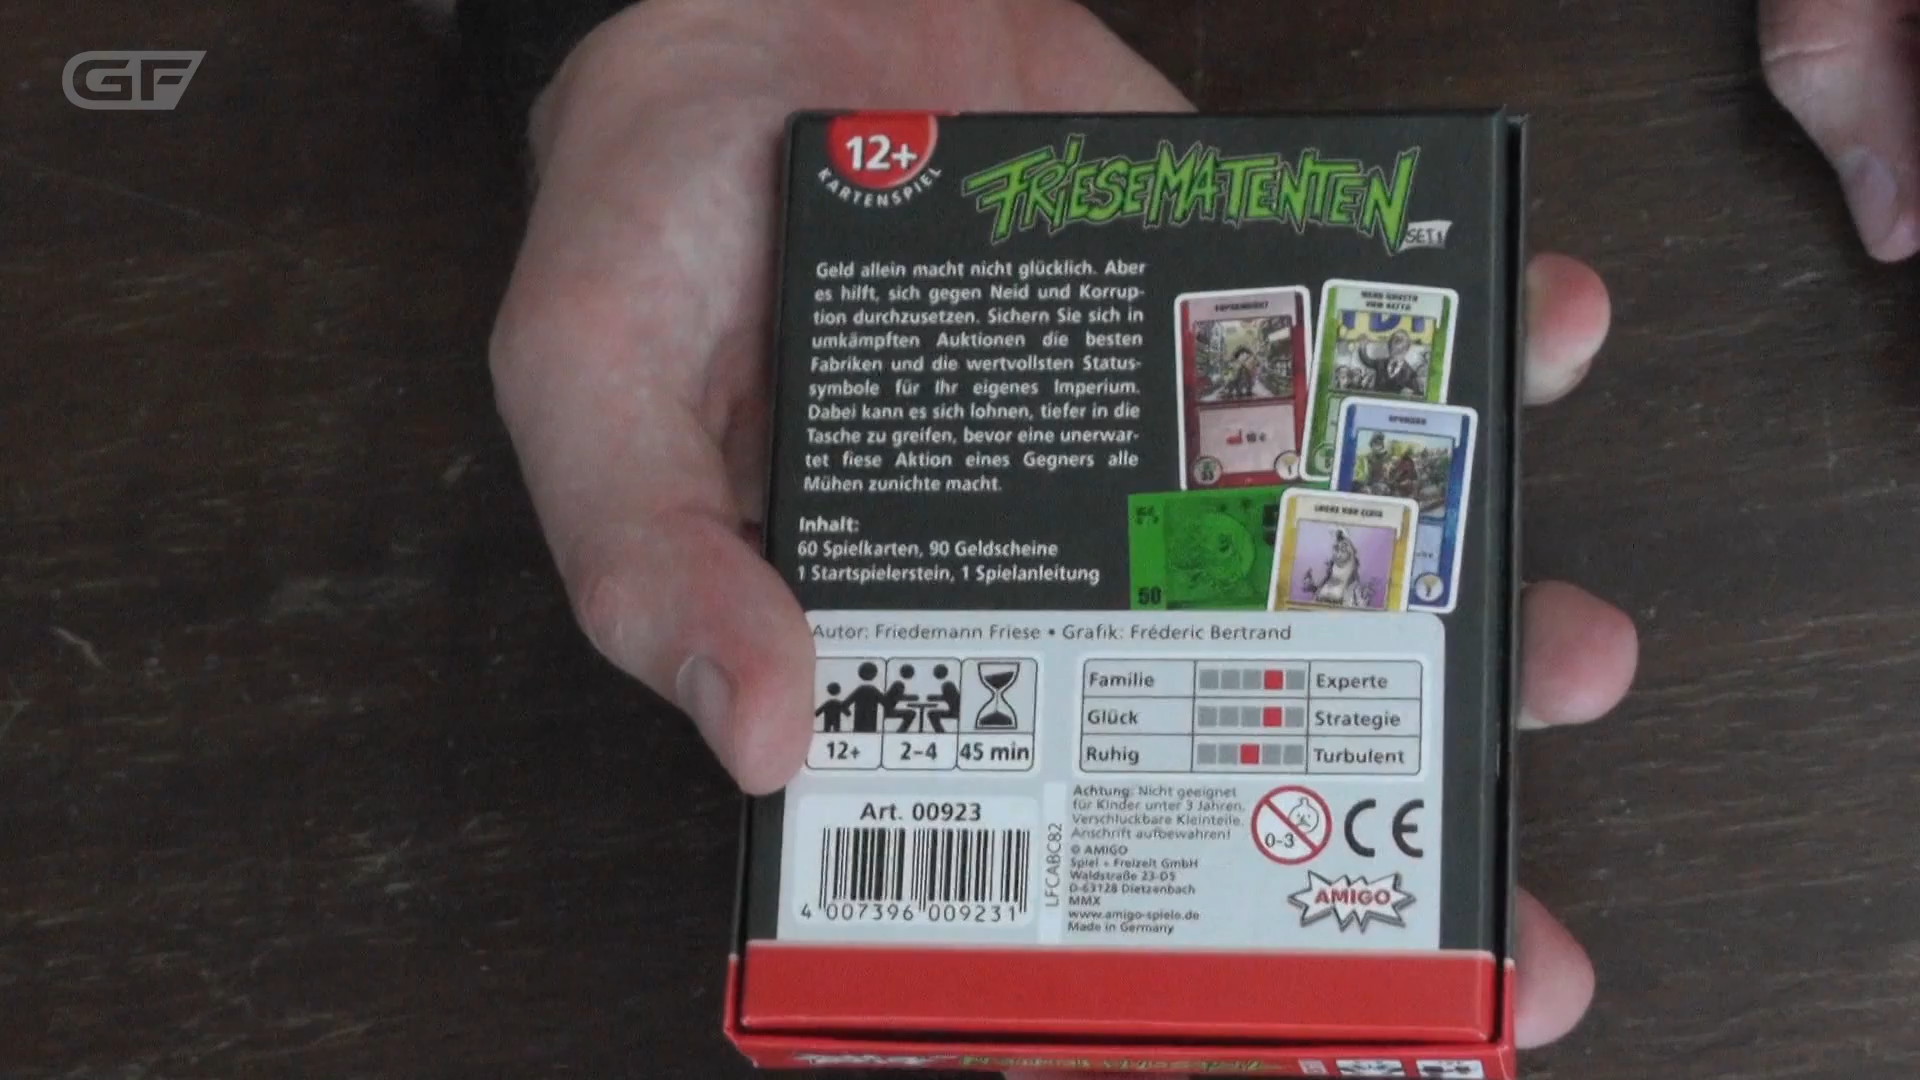 GF
12+
KARTENSPIEL
FRIESEMATENTEN
SET 1
Geld allein macht nicht glücklich. Aber
es hilft, sich gegen Neid und Korrup-
tion durchzusetzen. Sichern Sie sich in
umkämpften Auktionen die besten
Fabriken und die wertvollsten Status-
symbole für Ihr eigenes Imperium.
Dabei kann es sich lohnen, tiefer in die
Tasche zu greifen, bevor eine unerwar-
tet fiese Aktion eines Gegners alle
Mühen zunichte macht.
SUPERMARKT
SPONSOR
50
Inhalt:
60 Spielkarten, 90 Geldscheine
1 Startspielerstein, 1 Spielanleitung
Autor: Friedemann Friese • Grafik: Fréderic Bertrand
12+ 2–4 45 min
Familie Experte
Glück Strategie
Ruhig Turbulent
Art. 00923
4 007396 009231
LFCABC82
Achtung: Nicht geeignet
für Kinder unter 3 Jahren.
Verschluckbare Kleinteile.
Anschrift aufbewahren!
© AMIGO
Spiel + Freizeit GmbH
Waldstraße 23-D5
D-63128 Dietzenbach
MMX
www.amigo-spiele.de
Made in Germany
0-3
CE
AMIGO